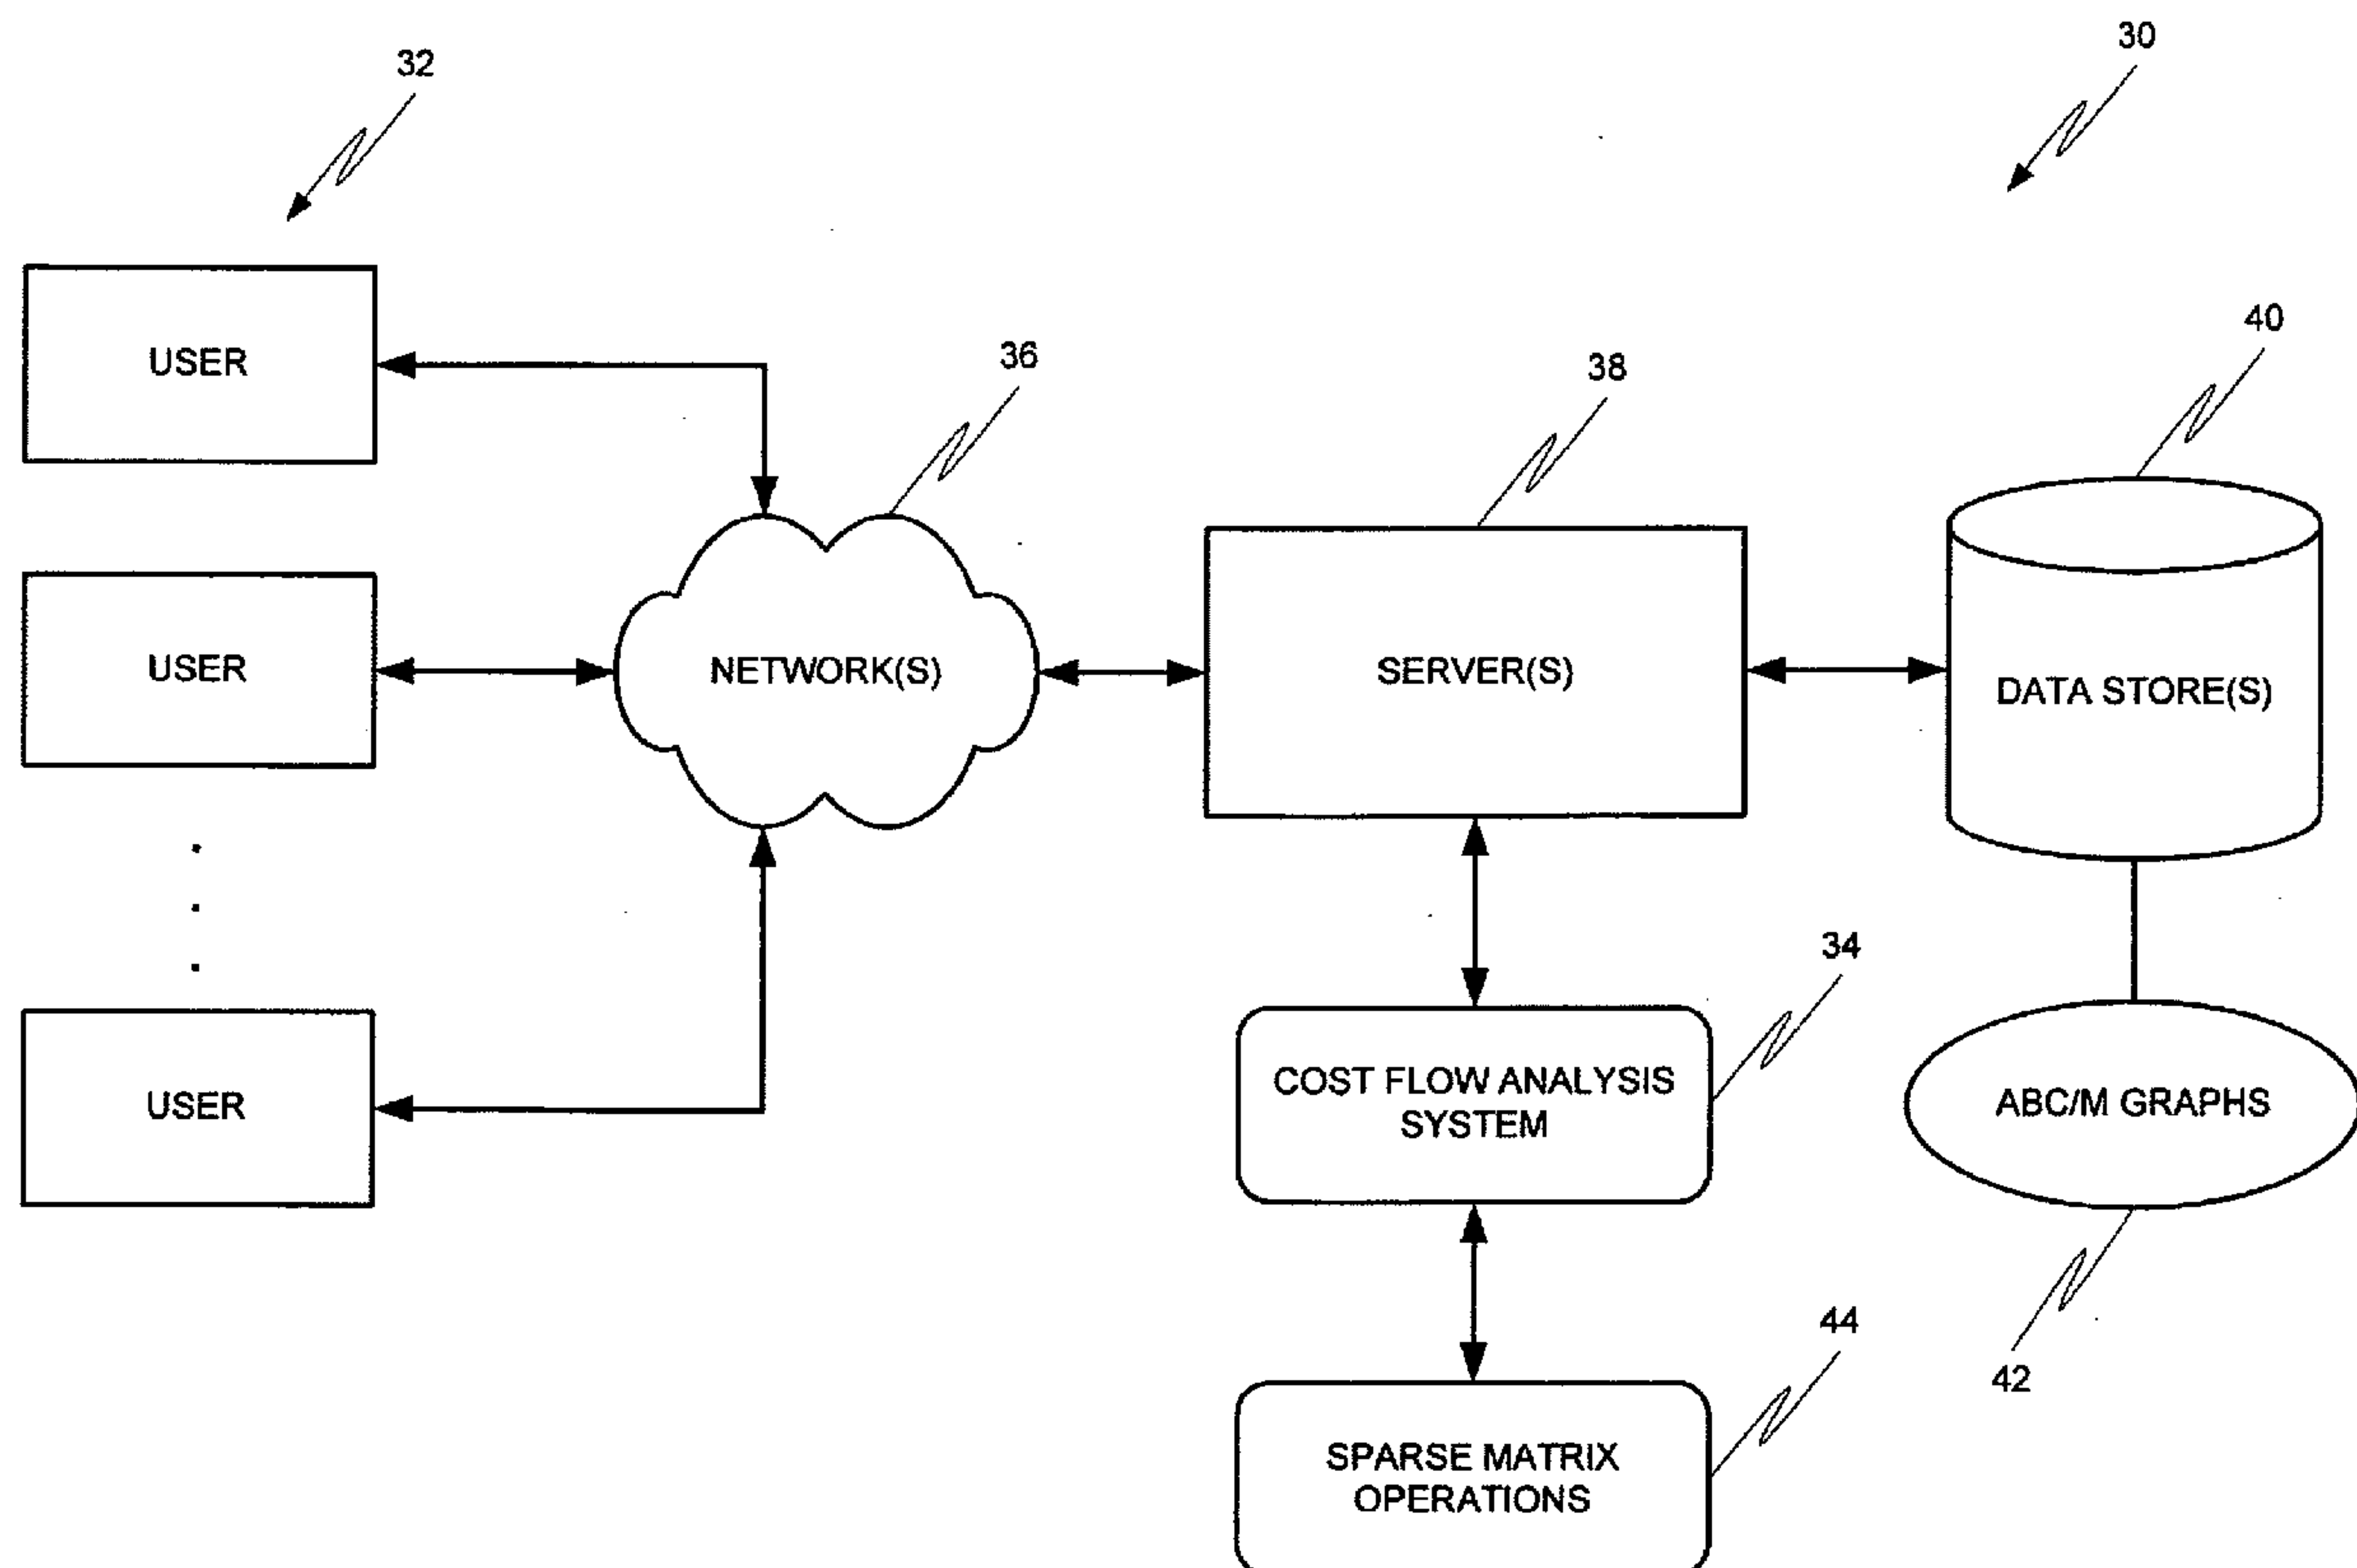 32
30
USER
36
38
40
USER
NETWORK(S)
SERVER(S)
DATA STORE(S)
34
USER
COST FLOW ANALYSIS
SYSTEM
ABC/M GRAPHS
44
42
SPARSE MATRIX
OPERATIONS